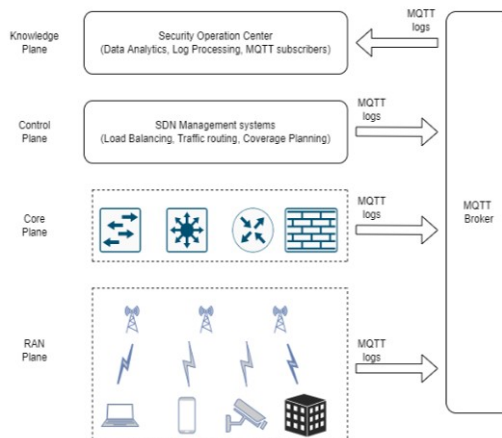 Knowledge
Plane
Security Operation Center
(Data Analytics, Log Processing, MQTT subscribers)
MQTT
logs
Control
Plane
SDN Management systems
(Load Balancing, Traffic routing, Coverage Planning)
MQTT
logs
Core
Plane
MQTT
logs
MQTT
Broker
RAN
Plane
MQTT
logs